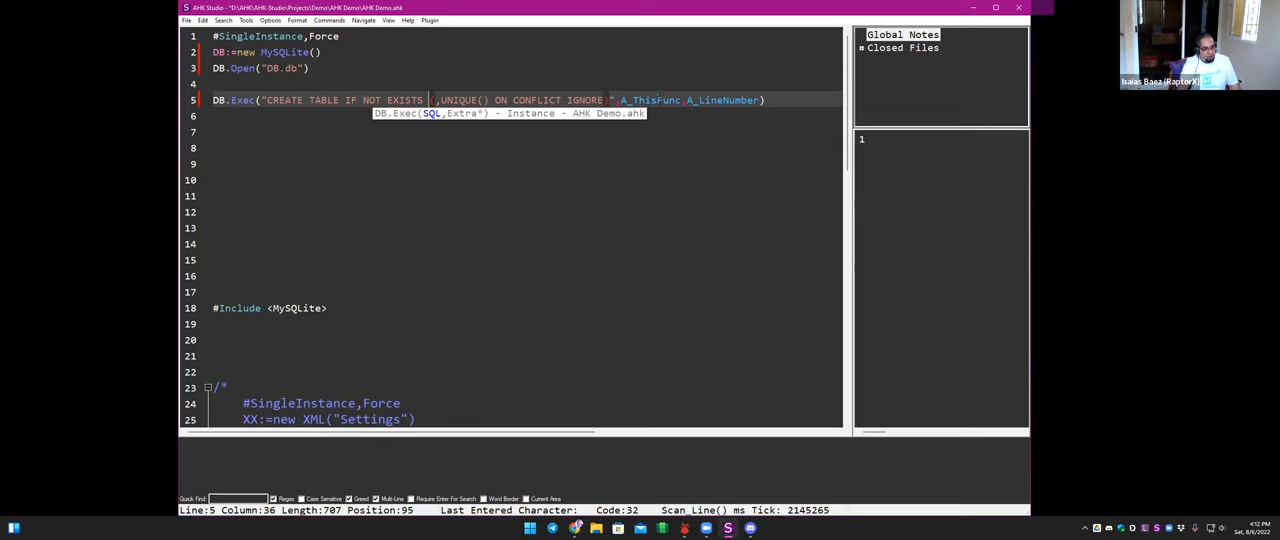 AHK Studio - *D:\AHK\AHK-Studio\Projects\Demo\AHK Demo\AHK Demo.ahk
File Edit Search Tools Options Format Commands Navigate View Help Plugin
1 #SingleInstance,Force
2 DB:=new MySQLite()
3 DB.Open("DB.db")
4
5 DB.Exec("CREATE TABLE IF NOT EXISTS (,UNIQUE() ON CONFLICT IGNORE)",A_ThisFunc,A_LineNumber)
DB.Exec(SQL,Extra*) - Instance - AHK Demo.ahk
6
7
8
9
10
11
12
13
14
15
16
17
18 #Include <MySQLite>
19
20
21
22
23 /*
24 #SingleInstance,Force
25 XX:=new XML("Settings")
Global Notes
Closed Files
1
Isaias Baez (RaptorX)
Quick Find: Regex Case Sensitive Greed Multi-Line Require Enter For Search Word Border Current Area
Line:5 Column:36 Length:707 Position:95 Last Entered Character: Code:32 Scan_Line() ms Tick: 2145265
4:12 PM
Sat, 8/6/2022